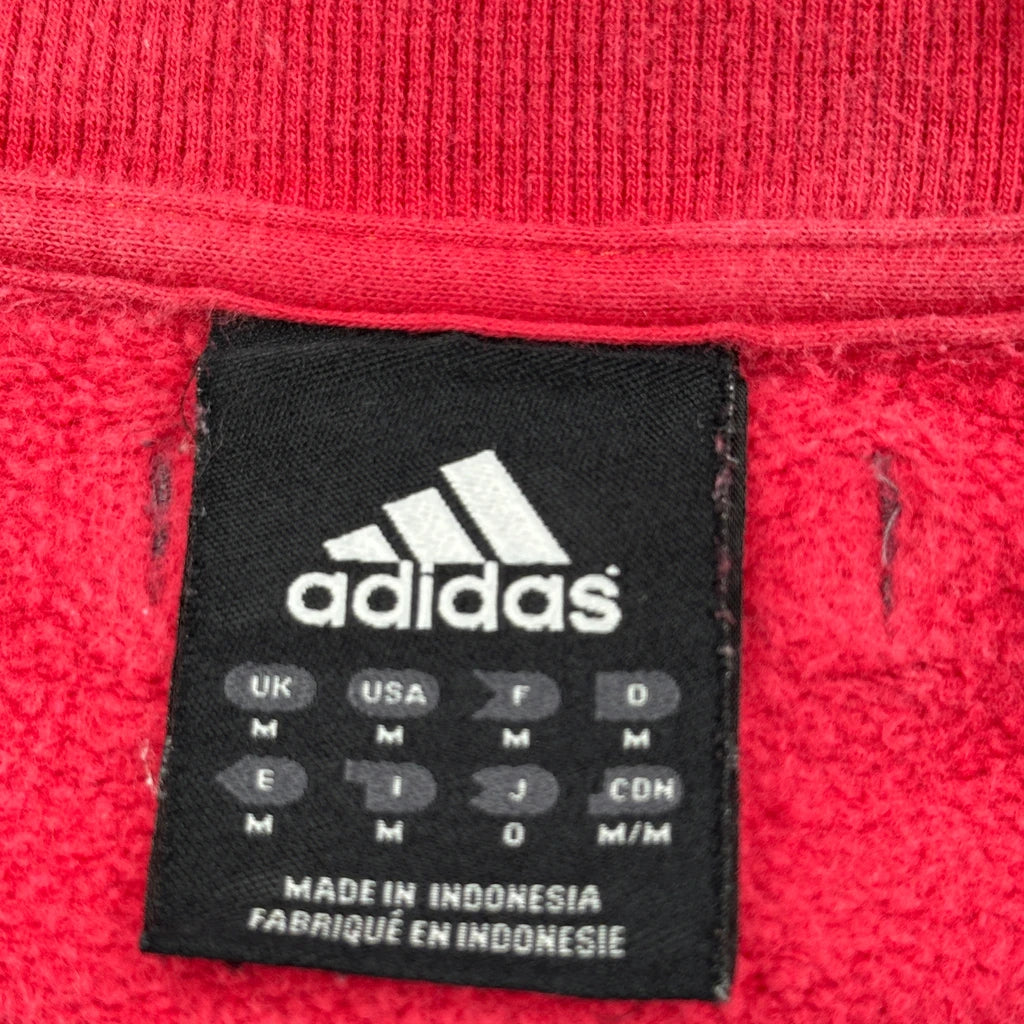 adidas
UK USA F D
M M M M
E I J CDN
M M O M/M
MADE IN INDONESIA
FABRIQUÉ EN INDONESIE